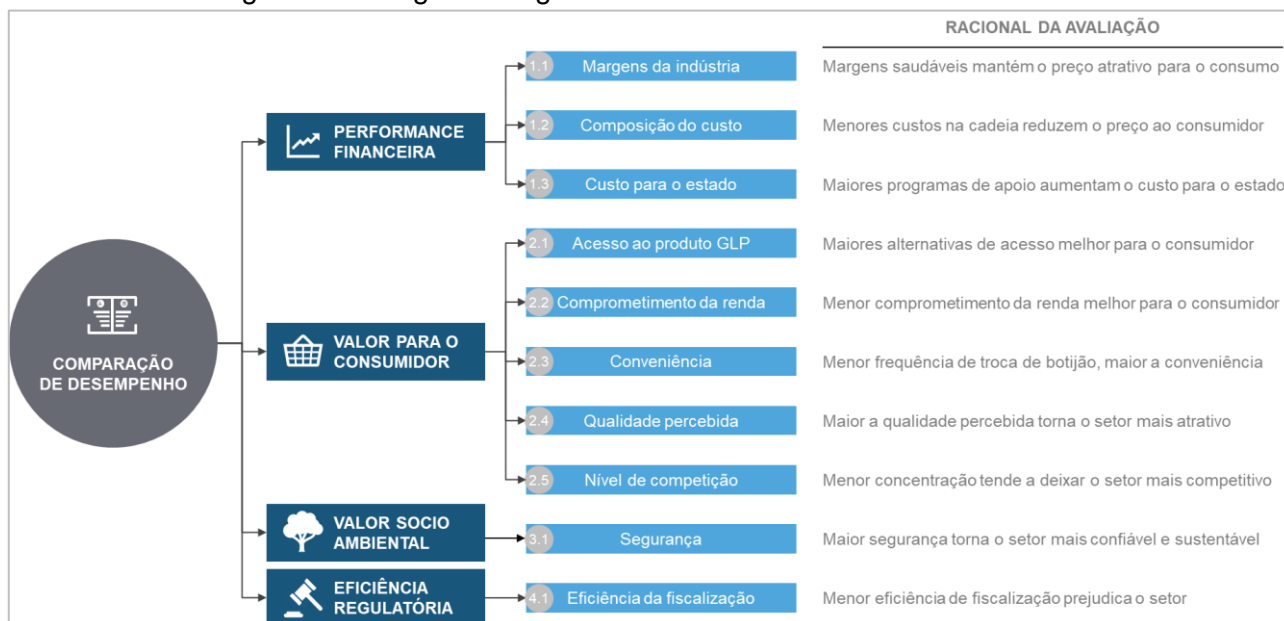 RACIONAL DA AVALIAÇÃO
1.1 Margens da indústria Margens saudáveis mantém o preço atrativo para o consumo
PERFORMANCE
FINANCEIRA
1.2 Composição do custo Menores custos na cadeia reduzem o preço ao consumidor
1.3 Custo para o estado Maiores programas de apoio aumentam o custo para o estado
COMPARAÇÃO
DE DESEMPENHO
2.1 Acesso ao produto GLP Maiores alternativas de acesso melhor para o consumidor
2.2 Comprometimento da renda Menor comprometimento da renda melhor para o consumidor
VALOR PARA O
CONSUMIDOR
2.3 Conveniência Menor frequência de troca de botijão, maior a conveniência
2.4 Qualidade percebida Maior a qualidade percebida torna o setor mais atrativo
2.5 Nível de competição Menor concentração tende a deixar o setor mais competitivo
VALOR SOCIO
AMBIENTAL
3.1 Segurança Maior segurança torna o setor mais confiável e sustentável
EFICIÊNCIA
REGULATÓRIA
4.1 Eficiência da fiscalização Menor eficiência de fiscalização prejudica o setor